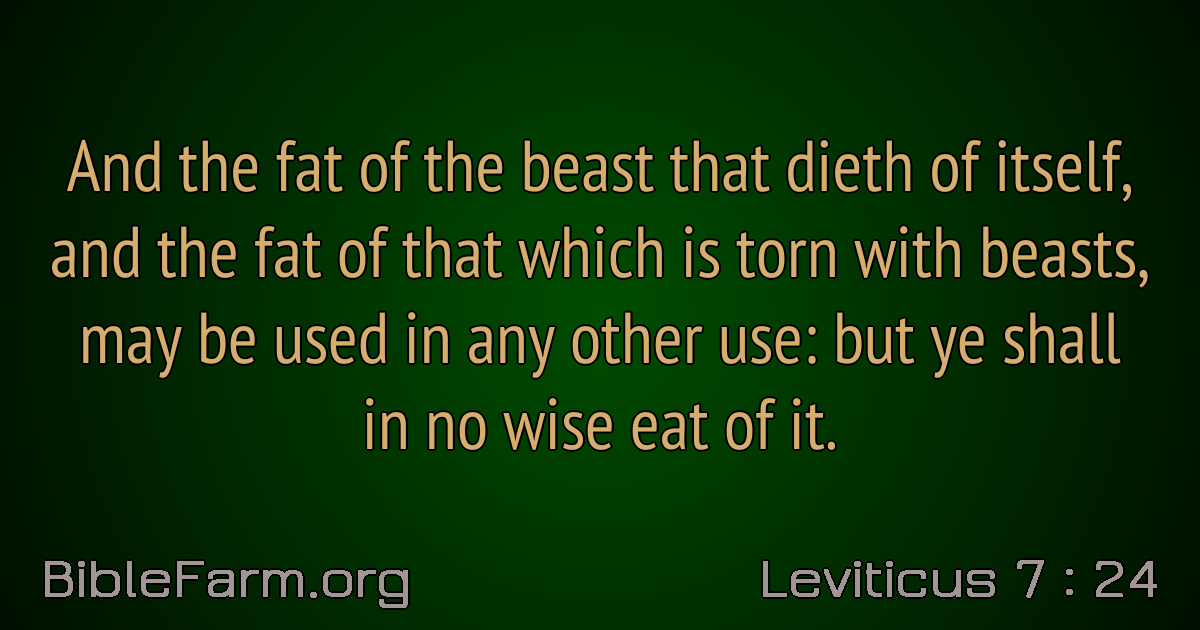 And the fat of the beast that dieth of itself,
and the fat of that which is torn with beasts,
may be used in any other use: but ye shall
in no wise eat of it.
BibleFarm.org
Leviticus 7 : 24